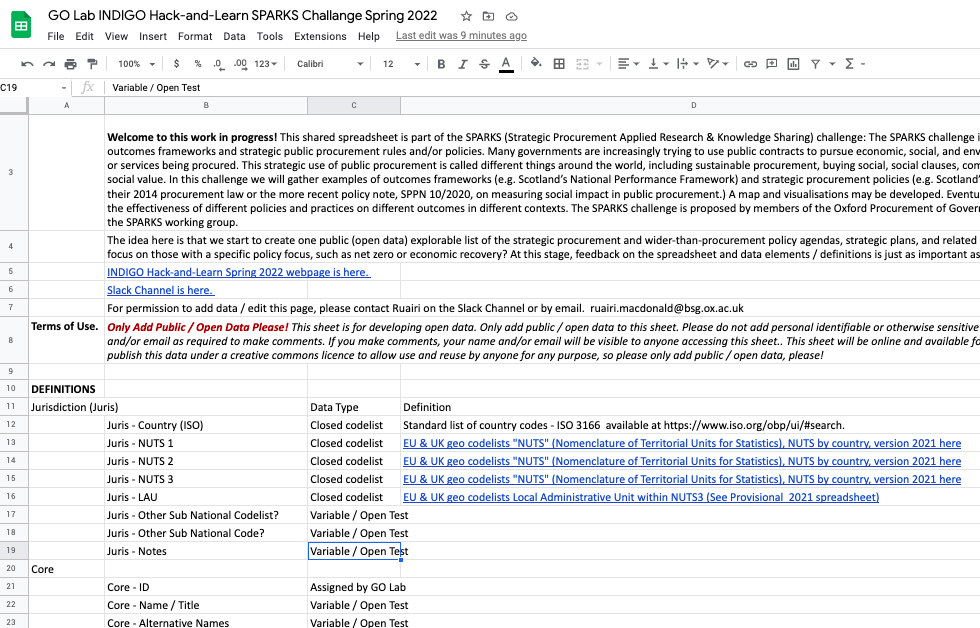 GO Lab INDIGO Hack-and-Learn SPARKS Challange Spring 2022
File Edit View Insert Format Data Tools Extensions Help Last edit was 9 minutes ago
100% $ % .0 .00 123 Calibri 12 B I S A
C19 fx Variable / Open Test
A B C D
3 Welcome to this work in progress! This shared spreadsheet is part of the SPARKS (Strategic Procurement Applied Research & Knowledge Sharing) challenge: The SPARKS challenge i
outcomes frameworks and strategic public procurement rules and/or policies. Many governments are increasingly trying to use public contracts to pursue economic, social, and env
or services being procured. This strategic use of public procurement is called different things around the world, including sustainable procurement, buying social, social clauses, com
social value. In this challenge we will gather examples of outcomes frameworks (e.g. Scotland's National Performance Framework) and strategic procurement policies (e.g. Scotland'
their 2014 procurement law or the more recent policy note, SPPN 10/2020, on measuring social impact in public procurement.) A map and visualisations may be developed. Eventu
the effectiveness of different policies and practices on different outcomes in different contexts. The SPARKS challenge is proposed by members of the Oxford Procurement of Gover
the SPARKS working group.
4 The idea here is that we start to create one public (open data) explorable list of the strategic procurement and wider-than-procurement policy agendas, strategic plans, and related
focus on those with a specific policy focus, such as net zero or economic recovery? At this stage, feedback on the spreadsheet and data elements / definitions is just as important as
5 INDIGO Hack-and-Learn Spring 2022 webpage is here.
6 Slack Channel is here.
7 For permission to add data / edit this page, please contact Ruairi on the Slack Channel or by email. ruairi.macdonald@bsg.ox.ac.uk
8 Terms of Use. Only Add Public / Open Data Please! This sheet is for developing open data. Only add public / open data to this sheet. Please do not add personal identifiable or otherwise sensitive
and/or email as required to make comments. If you make comments, your name and/or email will be visible to anyone accessing this sheet.. This sheet will be online and available fo
publish this data under a creative commons licence to allow use and reuse by anyone for any purpose, so please only add public / open data, please!
9
10 DEFINITIONS
11 Jurisdiction (Juris) Data Type Definition
12 Juris - Country (ISO) Closed codelist Standard list of country codes - ISO 3166 available at https://www.iso.org/obp/ui/#search.
13 Juris - NUTS 1 Closed codelist EU & UK geo codelists "NUTS" (Nomenclature of Territorial Units for Statistics), NUTS by country, version 2021 here
14 Juris - NUTS 2 Closed codelist EU & UK geo codelists "NUTS" (Nomenclature of Territorial Units for Statistics), NUTS by country, version 2021 here
15 Juris - NUTS 3 Closed codelist EU & UK geo codelists "NUTS" (Nomenclature of Territorial Units for Statistics), NUTS by country, version 2021 here
16 Juris - LAU Closed codelist EU & UK geo codelists Local Administrative Unit within NUTS3 (See Provisional 2021 spreadsheet)
17 Juris - Other Sub National Codelist? Variable / Open Test
18 Juris - Other Sub National Code? Variable / Open Test
19 Juris - Notes Variable / Open Test
20 Core
21 Core - ID Assigned by GO Lab
22 Core - Name / Title Variable / Open Test
23 Core - Alternative Names Variable / Open Test